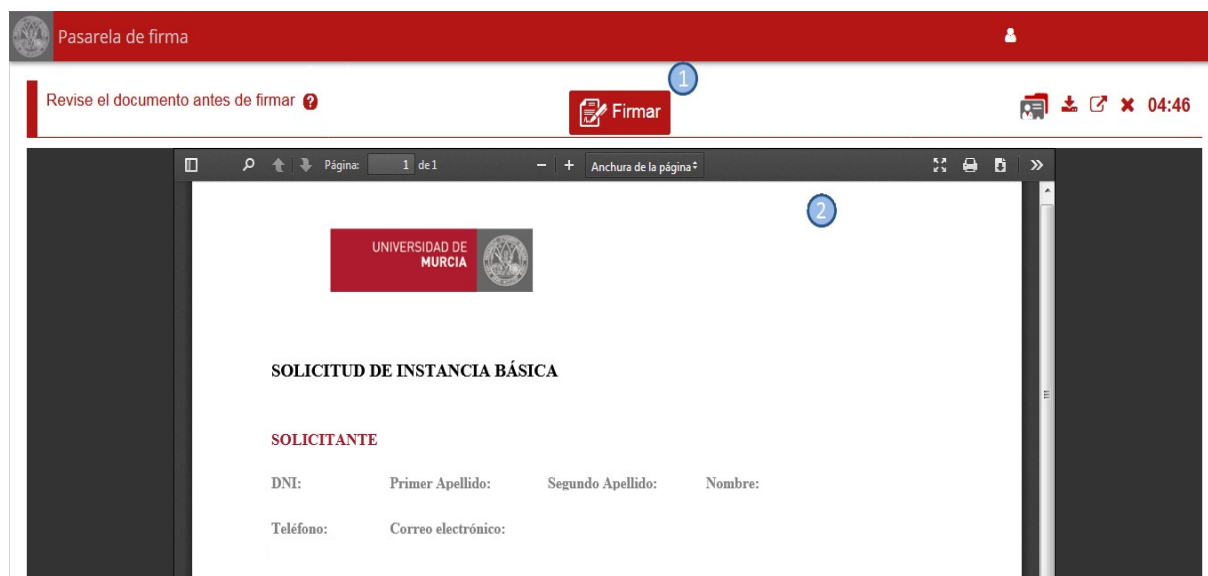 Pasarela de firma
1
Revise el documento antes de firmar ?
Firmar
04:46
Página: 1 de 1
Anchura de la página
2
UNIVERSIDAD DE
MURCIA
SOLICITUD DE INSTANCIA BÁSICA
SOLICITANTE
DNI: Primer Apellido: Segundo Apellido: Nombre:
Teléfono: Correo electrónico: